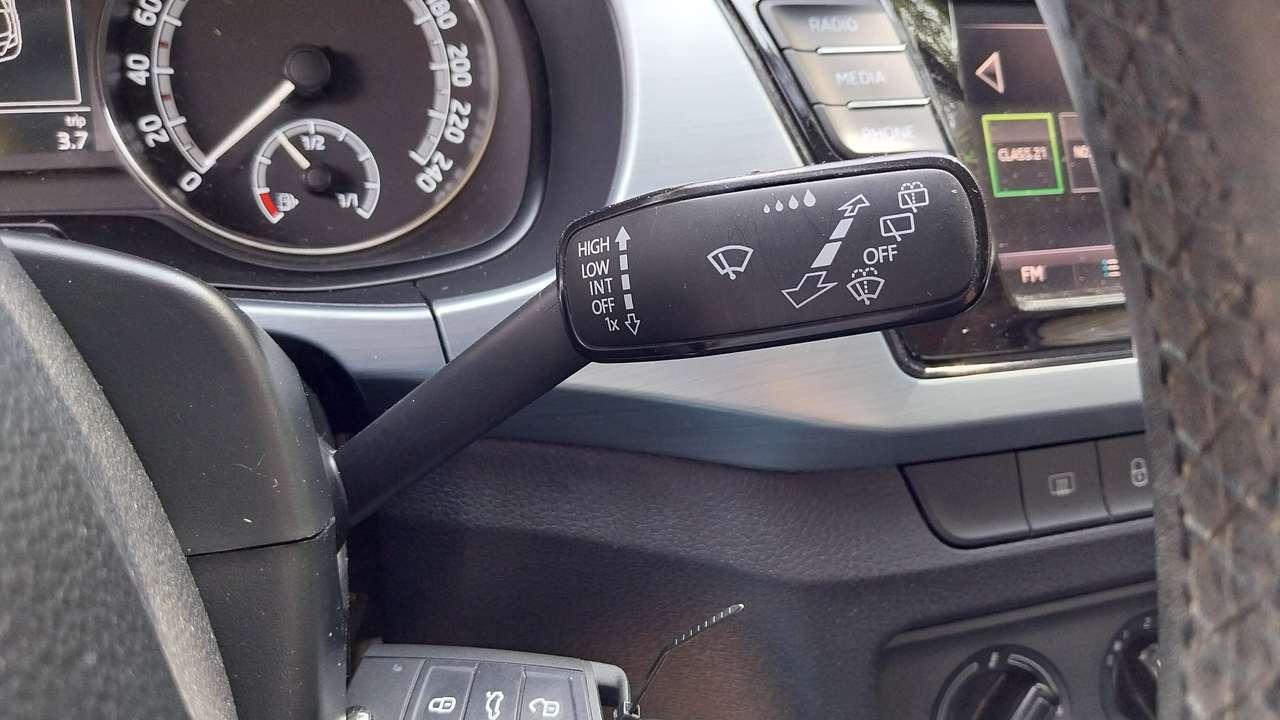 60
40
20
0
1/2
1/1
180
200
220
240
trip
3.7
RADIO
MEDIA
PHONE
CLASS.21
FM
HIGH
LOW
INT
OFF
1x
OFF